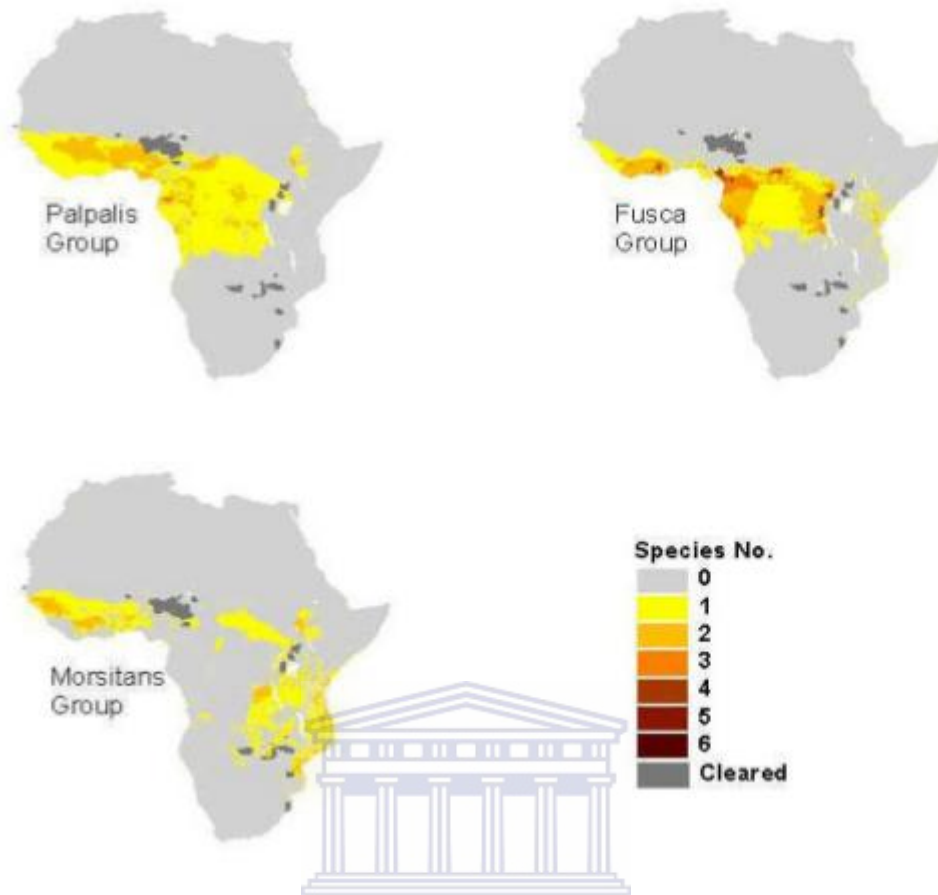 Palpalis
Group
Fusca
Group
Morsitans
Group
Species No.
0
1
2
3
4
5
6
Cleared